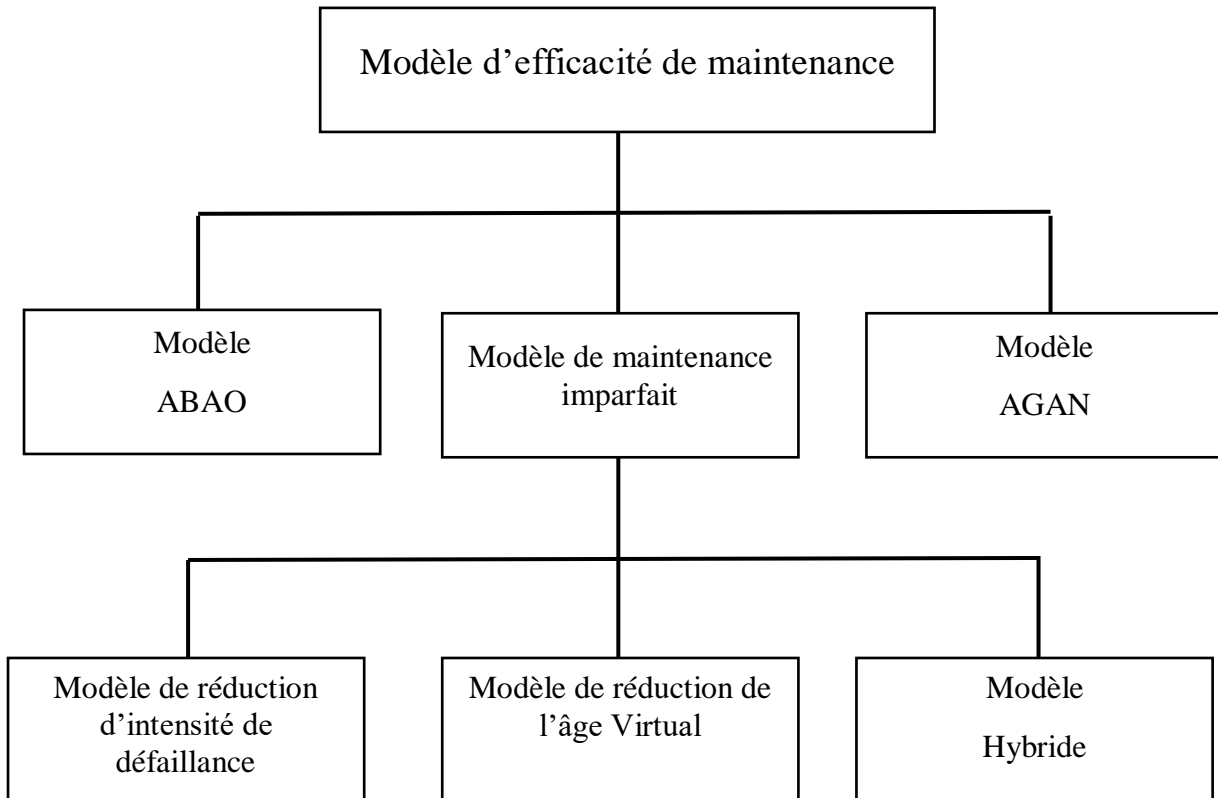 Modèle d’efficacité de maintenance
Modèle
ABAO
Modèle de maintenance
imparfait
Modèle
AGAN
Modèle de réduction
d’intensité de
défaillance
Modèle de réduction de
l’âge Virtual
Modèle
Hybride